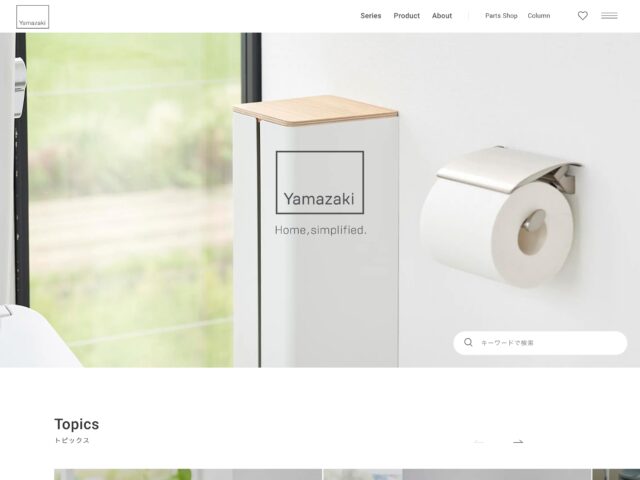 Yamazaki
Series Product About Parts Shop Column
Yamazaki
Home,simplified.
キーワードで検索
Topics
トピックス